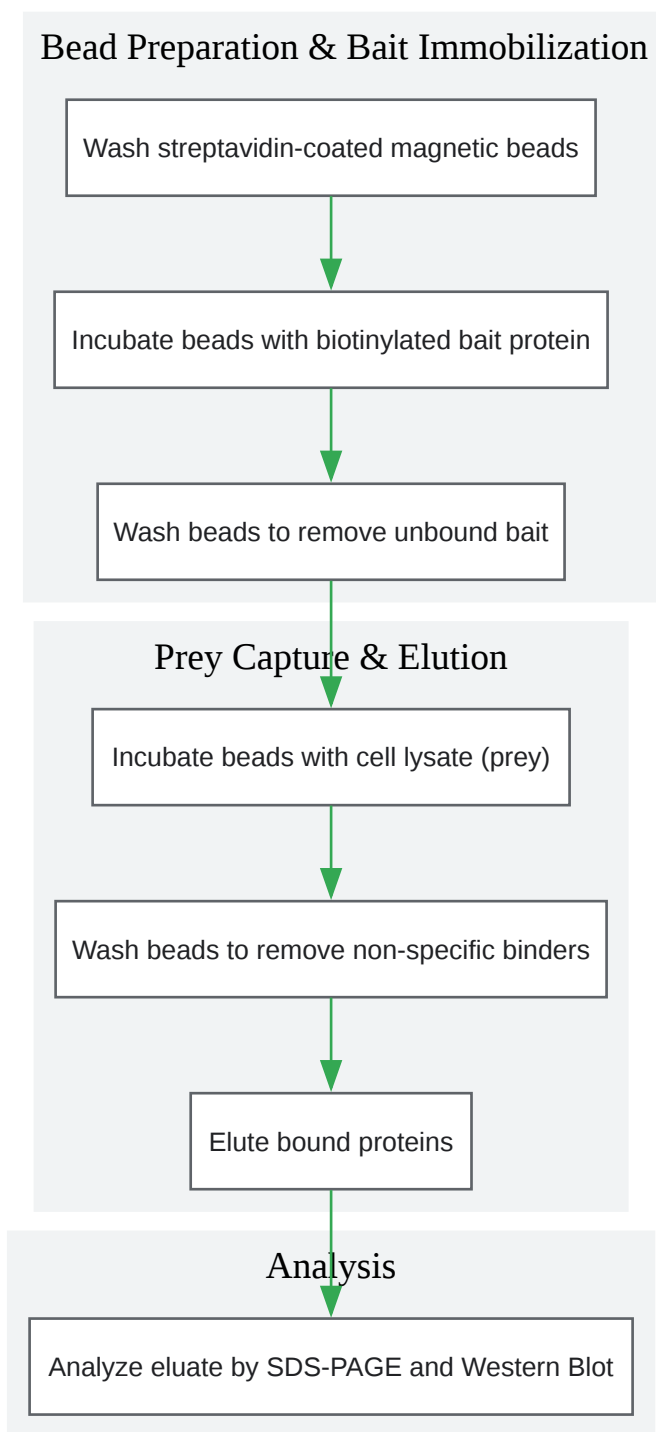 Bead Preparation & Bait Immobilization
Wash streptavidin-coated magnetic beads
Incubate beads with biotinylated bait protein
Wash beads to remove unbound bait
Prey Capture & Elution
Incubate beads with cell lysate (prey)
Wash beads to remove non-specific binders
Elute bound proteins
Analysis
Analyze eluate by SDS-PAGE and Western Blot